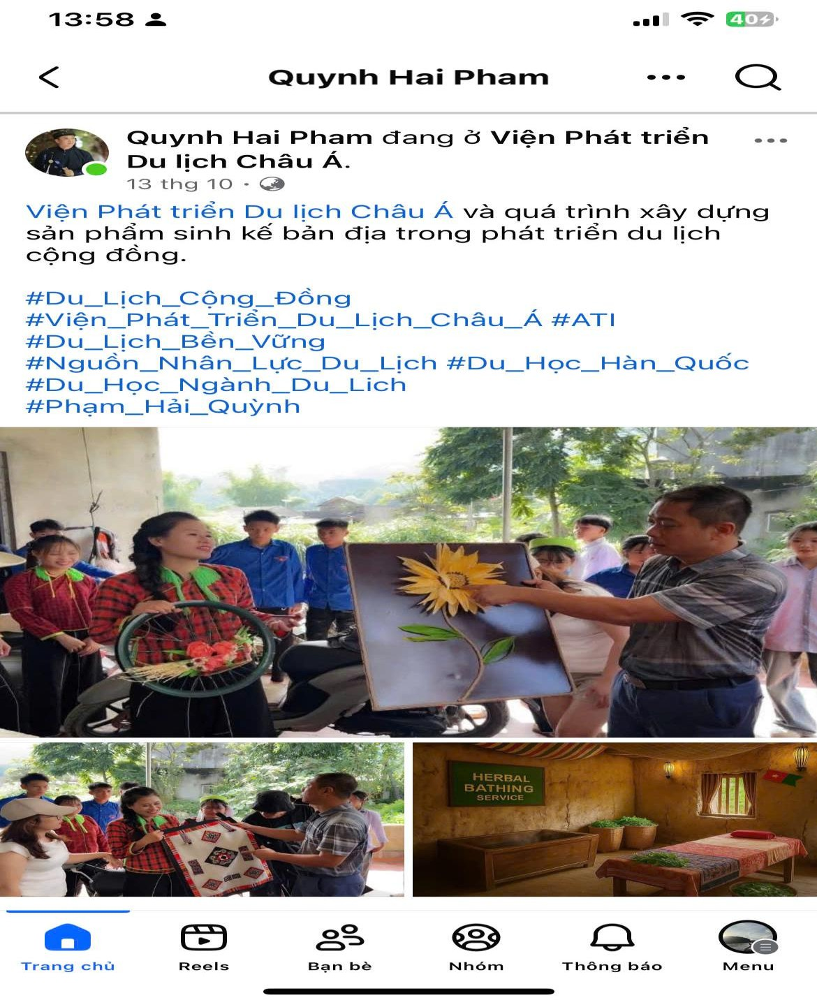 13:58
40
Quynh Hai Pham
Quynh Hai Pham đang ở Viện Phát triển
Du lịch Châu Á.
13 thg 10
Viện Phát triển Du lịch Châu Á và quá trình xây dựng
sản phẩm sinh kế bản địa trong phát triển du lịch
cộng đồng.
#Du_Lịch_Cộng_Đồng
#Viện_Phát_Triển_Du_Lịch_Châu_Á #ATI
#Du_Lịch_Bền_Vững
#Nguồn_Nhân_Lực_Du_Lịch #Du_Học_Hàn_Quốc
#Du_Học_Ngành_Du_Lich
#Phạm_Hải_Quỳnh
HERBAL
BATHING
SERVICE
Trang chủ
Reels
Bạn bè
Nhóm
Thông báo
Menu